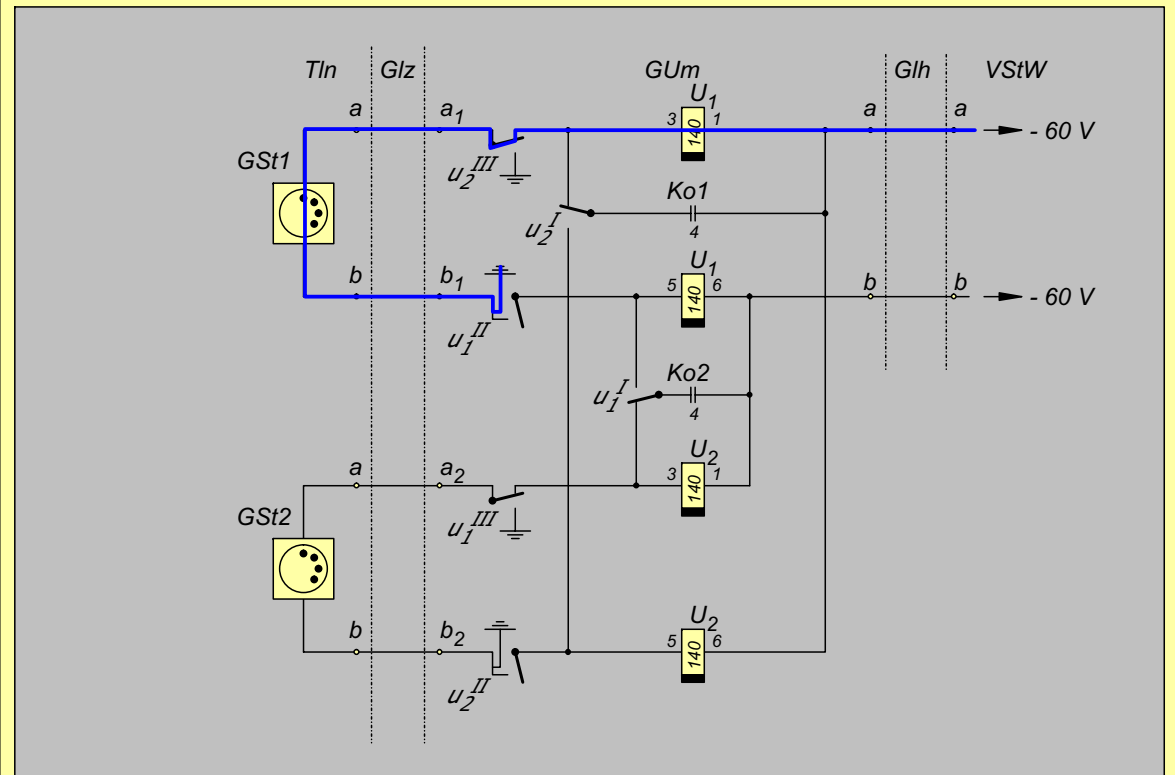 Tln Glz GUm Glh VStW
a a1 U1 a a
3 140 1 - 60 V
GSt1 u2III
Ko1
u2I 4
b b1 U1 b b
5 140 6 - 60 V
u1II
Ko2
u1I 4
a a2 U2
3 140 1
GSt2 u1III
b b2 U2
5 140 6
u2II